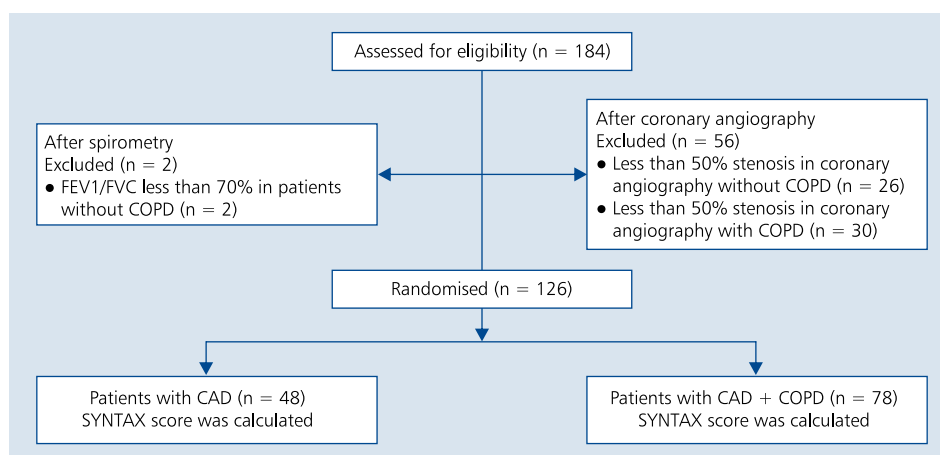 Assessed for eligibility (n = 184)
After spirometry
Excluded (n = 2)
● FEV1/FVC less than 70% in patients
without COPD (n = 2)
After coronary angiography
Excluded (n = 56)
● Less than 50% stenosis in coronary
angiography without COPD (n = 26)
● Less than 50% stenosis in coronary
angiography with COPD (n = 30)
Randomised (n = 126)
Patients with CAD (n = 48)
SYNTAX score was calculated
Patients with CAD + COPD (n = 78)
SYNTAX score was calculated